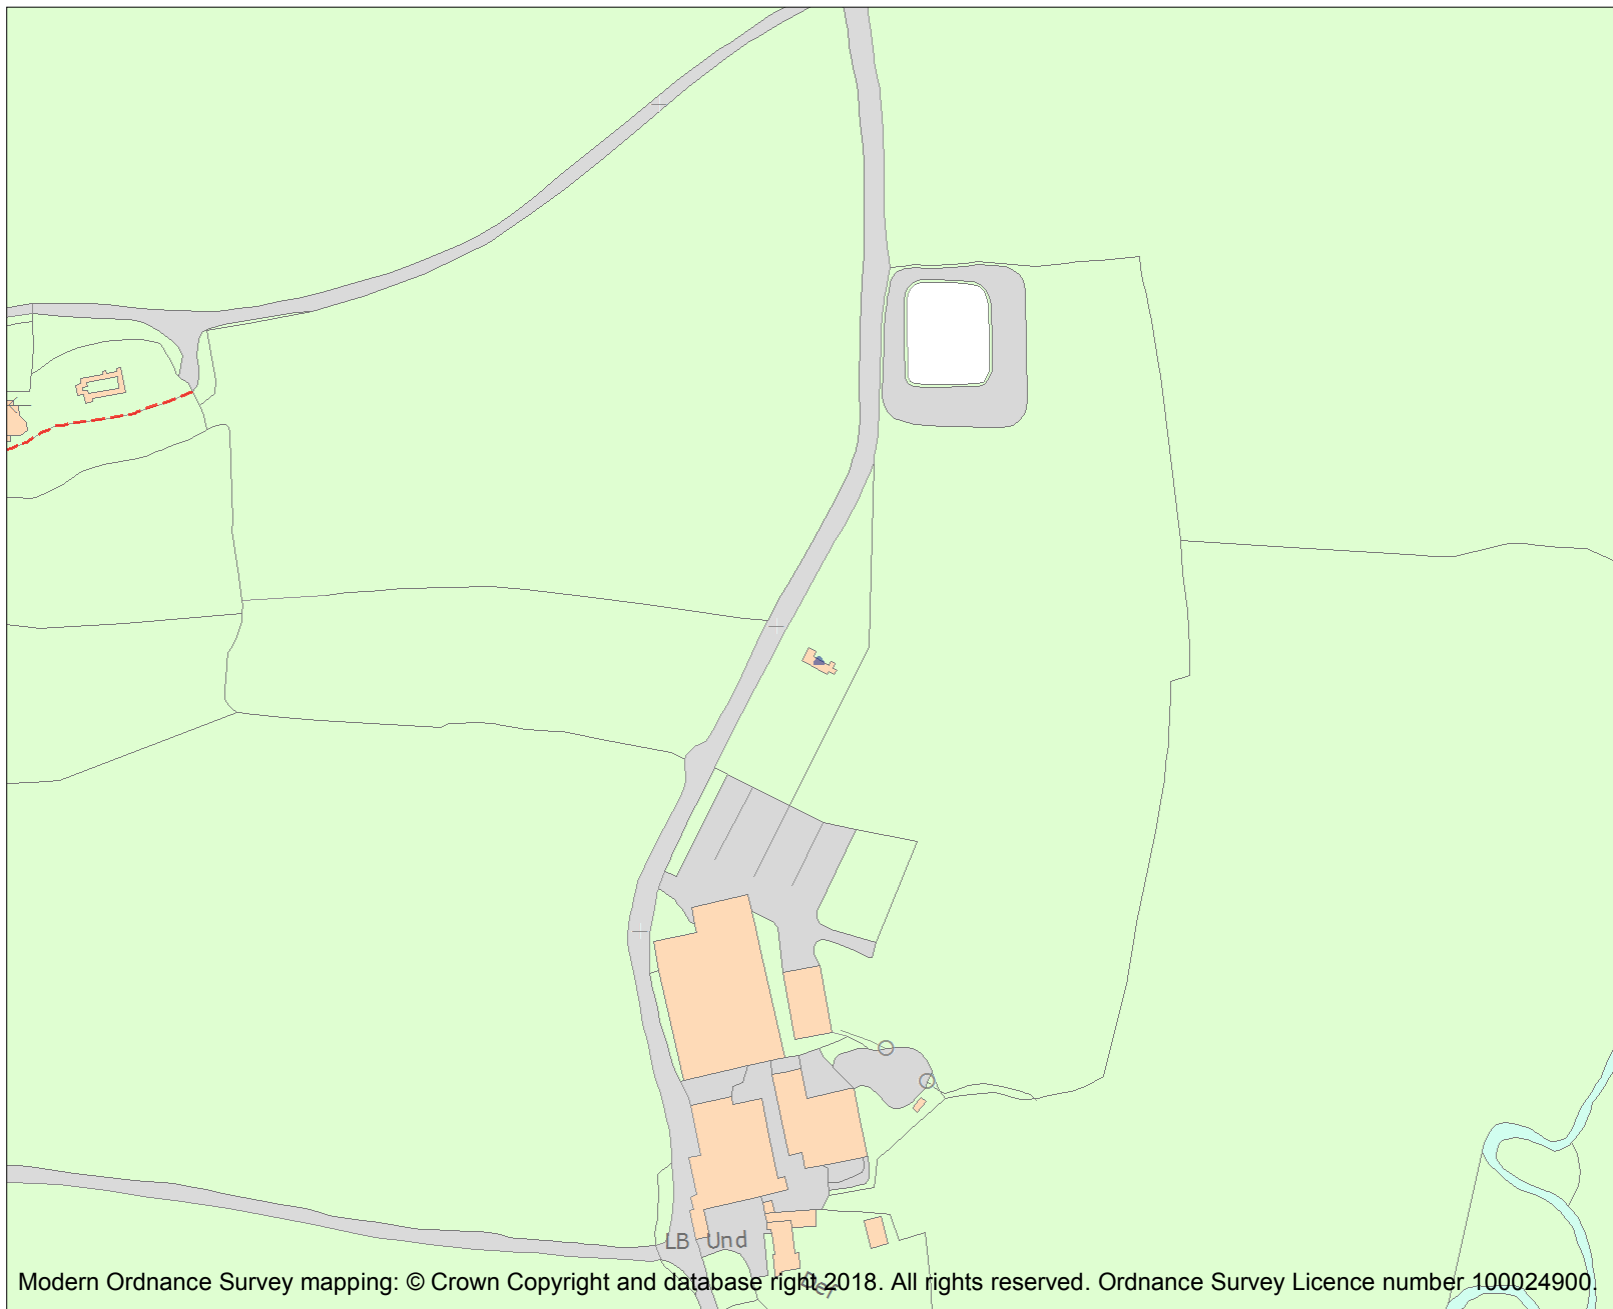 LB Und
Def
Modern Ordnance Survey mapping: © Crown Copyright and database right 2018. All rights reserved. Ordnance Survey Licence number 100024900.